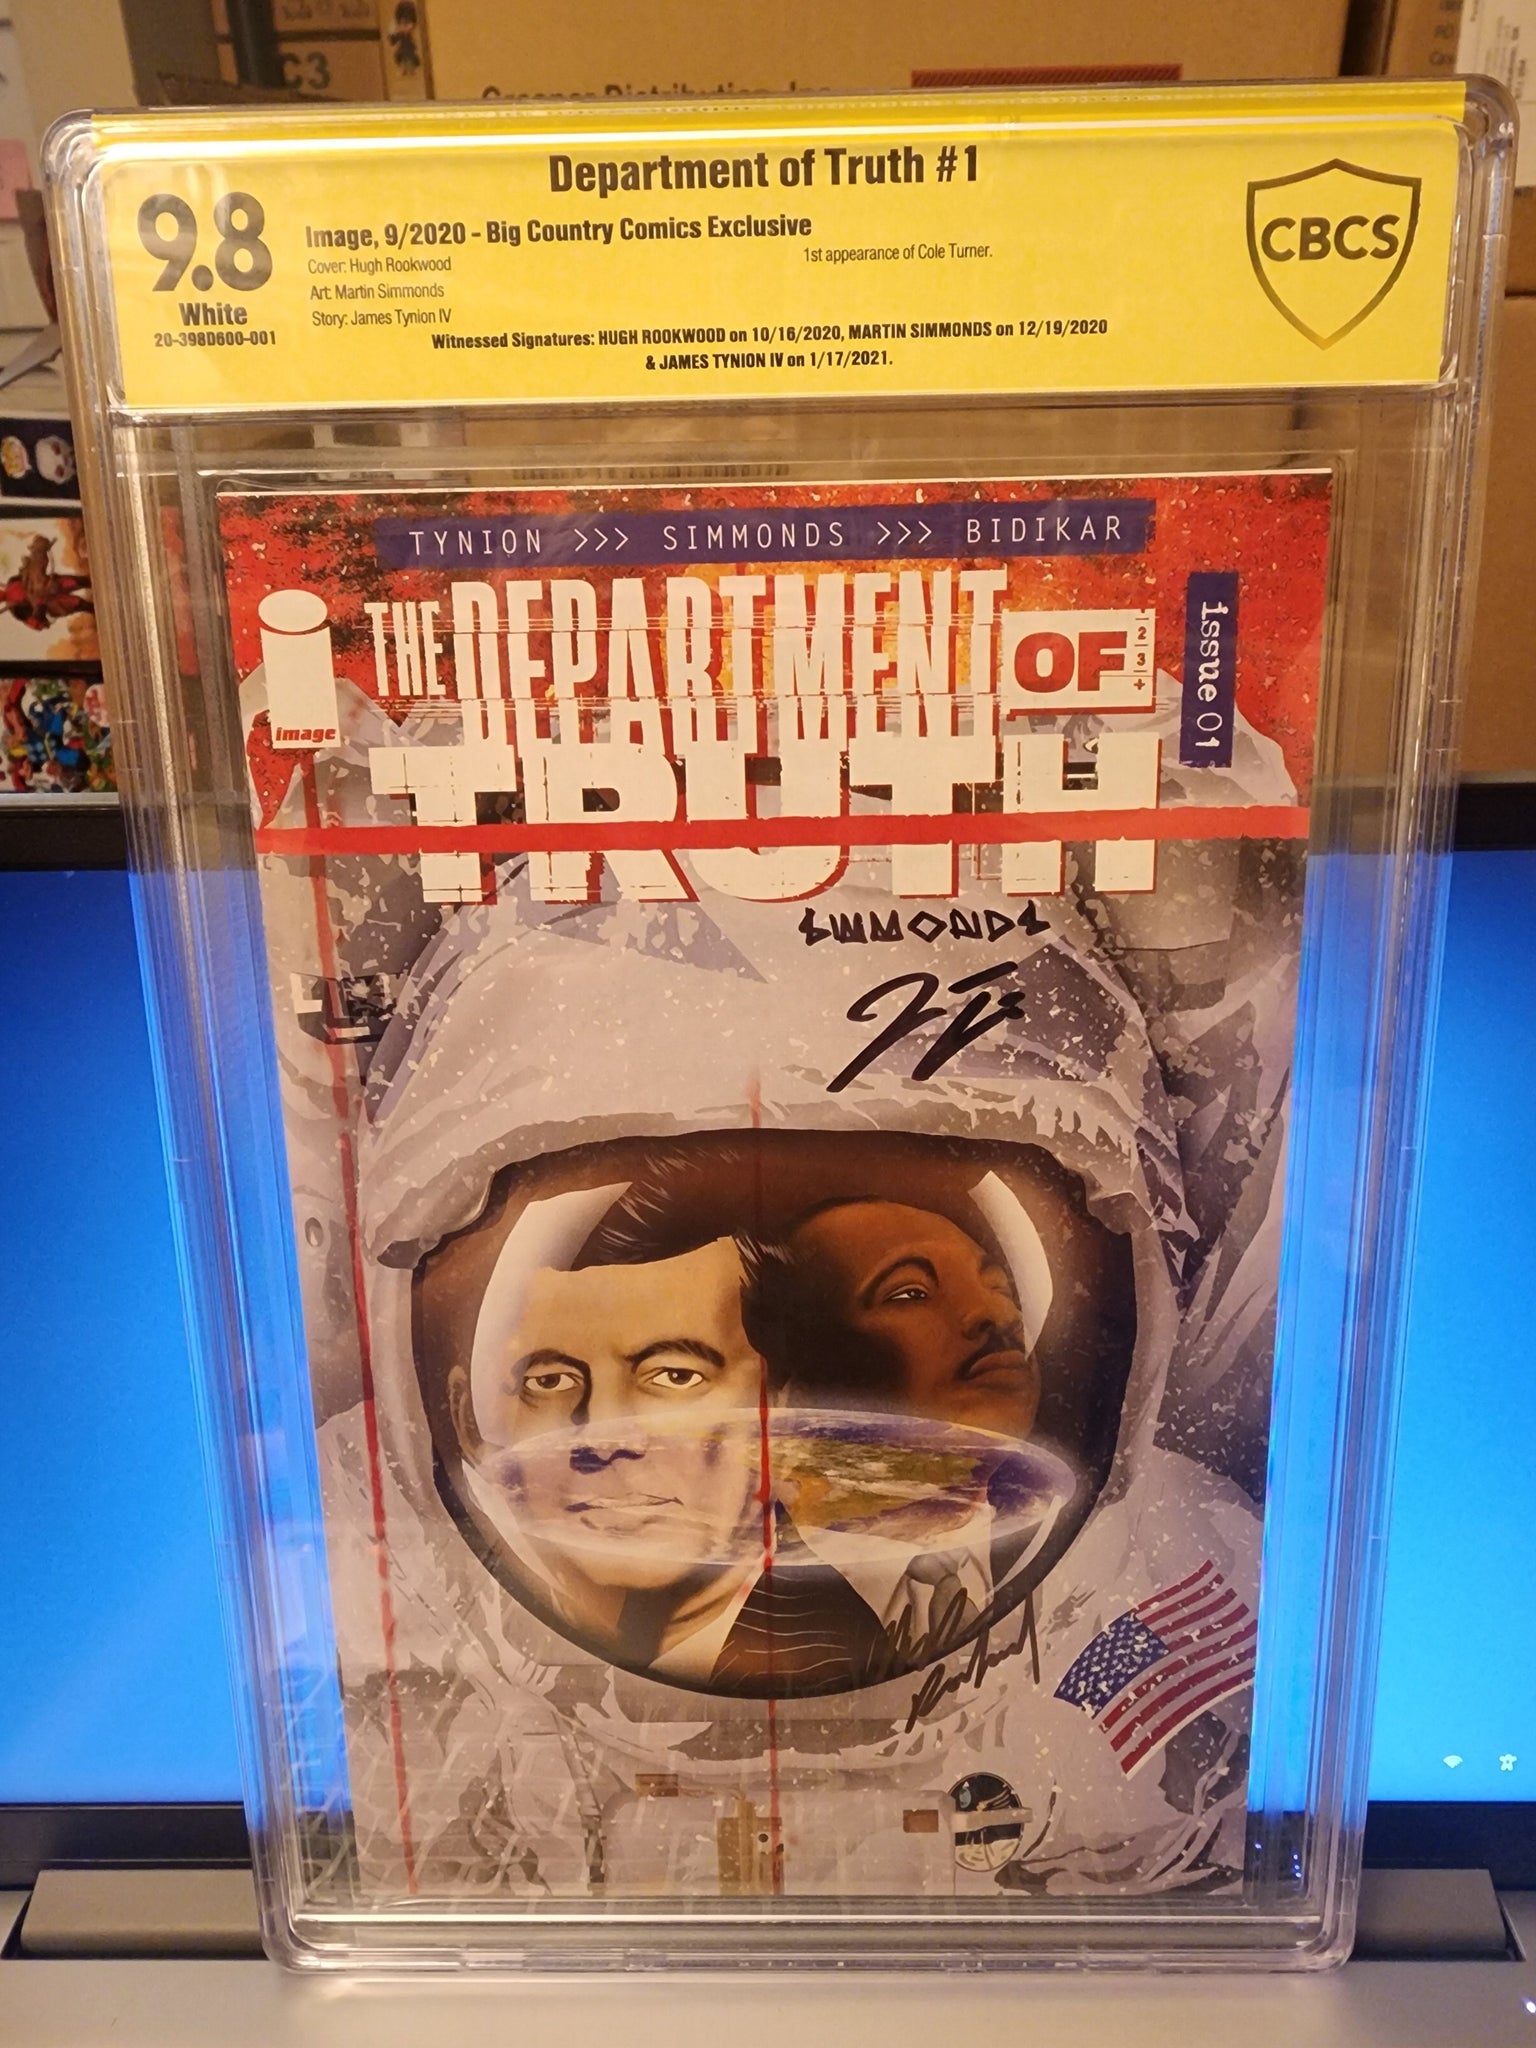 C3
Department of Truth #1
9.8
White
20-398D600-001
Image, 9/2020 - Big Country Comics Exclusive
Cover: Hugh Rookwood
Art: Martin Simmonds
Story: James Tynion IV
1st appearance of Cole Turner.
Witnessed Signatures: HUGH ROOKWOOD on 10/16/2020, MARTIN SIMMONDS on 12/19/2020
& JAMES TYNION IV on 1/17/2021.
CBCS
TYNION >>> SIMMONDS >>> BIDIKAR
image
THE DEPARTMENT OF
TRUTH
2
3
+
issue 01
SIMMONDS